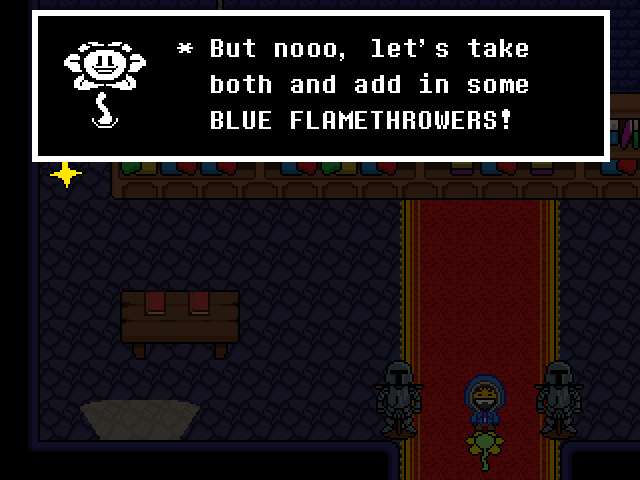 * But nooo, let's take
both and add in some
BLUE FLAMETHROWERS!